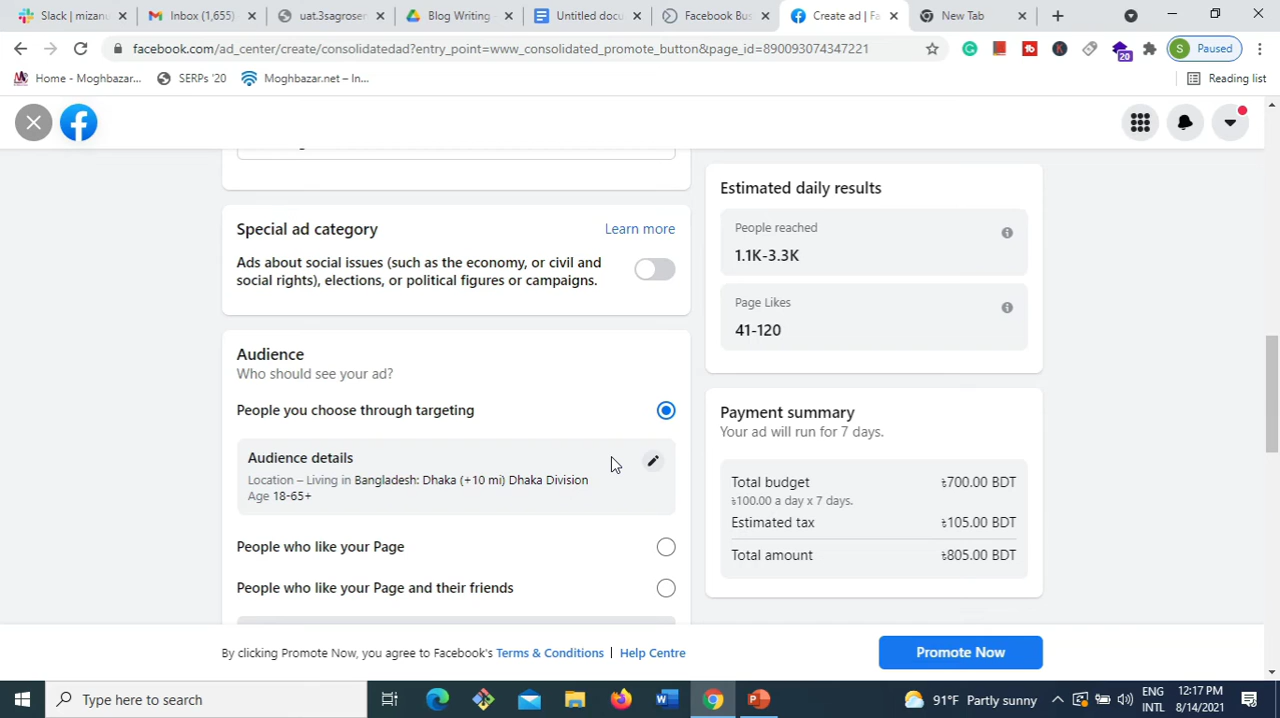 Slack | mizanu
Inbox (1,655)
uat.3sagroser
Blog Writing
Untitled docu
Facebook Bus
Create ad | Fa
New Tab
facebook.com/ad_center/create/consolidatedad?entry_point=www_consolidated_promote_button&page_id=890093074347221
20
S
Paused
Home - Moghbazar...
SERPs '20
Moghbazar.net – In...
Reading list
Special ad category
Learn more
Ads about social issues (such as the economy, or civil and
social rights), elections, or political figures or campaigns.
Audience
Who should see your ad?
People you choose through targeting
Audience details
Location – Living in Bangladesh: Dhaka (+10 mi) Dhaka Division
Age 18-65+
People who like your Page
People who like your Page and their friends
Estimated daily results
People reached
1.1K-3.3K
Page Likes
41-120
Payment summary
Your ad will run for 7 days.
Total budget
৳700.00 BDT
৳100.00 a day x 7 days.
Estimated tax
৳105.00 BDT
Total amount
৳805.00 BDT
By clicking Promote Now, you agree to Facebook's Terms & Conditions | Help Centre
Promote Now
Type here to search
91°F Partly sunny
ENG
INTL
12:17 PM
8/14/2021